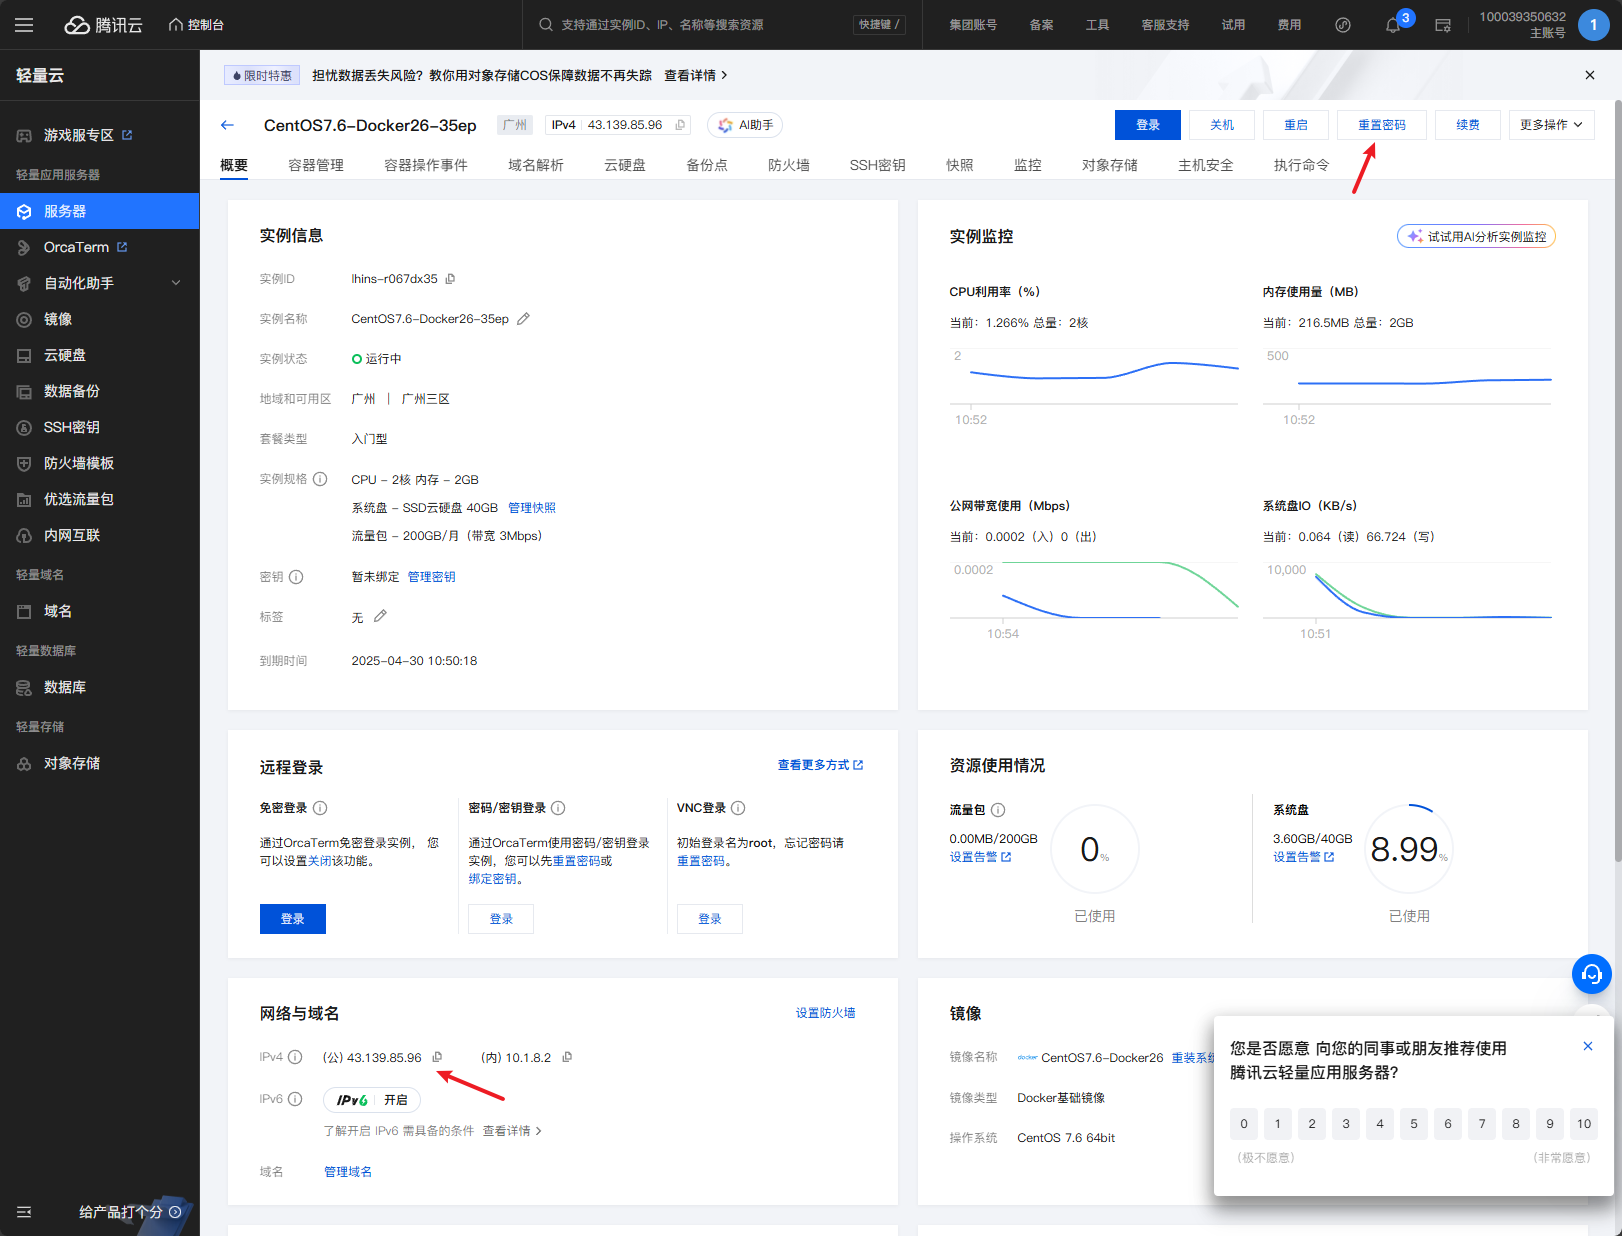 腾讯云
控制台
支持通过实例ID、IP、名称等搜索资源
快捷键 /
集团账号
备案
工具
客服支持
试用
费用
3
100039350632
主账号
1
轻量云
游戏服专区
轻量应用服务器
服务器
OrcaTerm
自动化助手
镜像
云硬盘
数据备份
SSH密钥
防火墙模板
优选流量包
内网互联
轻量域名
域名
轻量数据库
数据库
轻量存储
对象存储
给产品打个分
限时特惠
担忧数据丢失风险？教你用对象存储COS保障数据不再失踪 查看详情
CentOS7.6-Docker26-35ep
广州
IPv4 43.139.85.96
AI助手
登录
关机
重启
重置密码
续费
更多操作
概要
容器管理
容器操作事件
域名解析
云硬盘
备份点
防火墙
SSH密钥
快照
监控
对象存储
主机安全
执行命令
实例信息
实例ID lhins-r067dx35
实例名称 CentOS7.6-Docker26-35ep
实例状态 运行中
地域和可用区 广州 | 广州三区
套餐类型 入门型
实例规格 CPU - 2核 内存 - 2GB
系统盘 - SSD云硬盘 40GB 管理快照
流量包 - 200GB/月（带宽 3Mbps）
密钥 暂未绑定 管理密钥
标签 无
到期时间 2025-04-30 10:50:18
实例监控
试试用AI分析实例监控
CPU利用率（%）
当前：1.266% 总量：2核
2
10:52
内存使用量（MB）
当前：216.5MB 总量：2GB
500
10:52
公网带宽使用（Mbps）
当前：0.0002（入）0（出）
0.0002
10:54
系统盘IO（KB/s）
当前：0.064（读）66.724（写）
10,000
10:51
远程登录
查看更多方式
免密登录
通过OrcaTerm免密登录实例， 您
可以设置关闭该功能。
登录
密码/密钥登录
通过OrcaTerm使用密码/密钥登录
实例，您可以先重置密码或
绑定密钥。
登录
VNC登录
初始登录名为root，忘记密码请
重置密码。
登录
资源使用情况
流量包
0.00MB/200GB
设置告警
0%
已使用
系统盘
3.60GB/40GB
设置告警
8.99%
已使用
网络与域名
设置防火墙
IPv4 (公) 43.139.85.96 (内) 10.1.8.2
IPv6 IPv6 开启
了解开启 IPv6 需具备的条件 查看详情
域名 管理域名
镜像
镜像名称 docker CentOS7.6-Docker26 重装系统
镜像类型 Docker基础镜像
操作系统 CentOS 7.6 64bit
您是否愿意 向您的同事或朋友推荐使用
腾讯云轻量应用服务器？
0 1 2 3 4 5 6 7 8 9 10
（极不愿意）
（非常愿意）